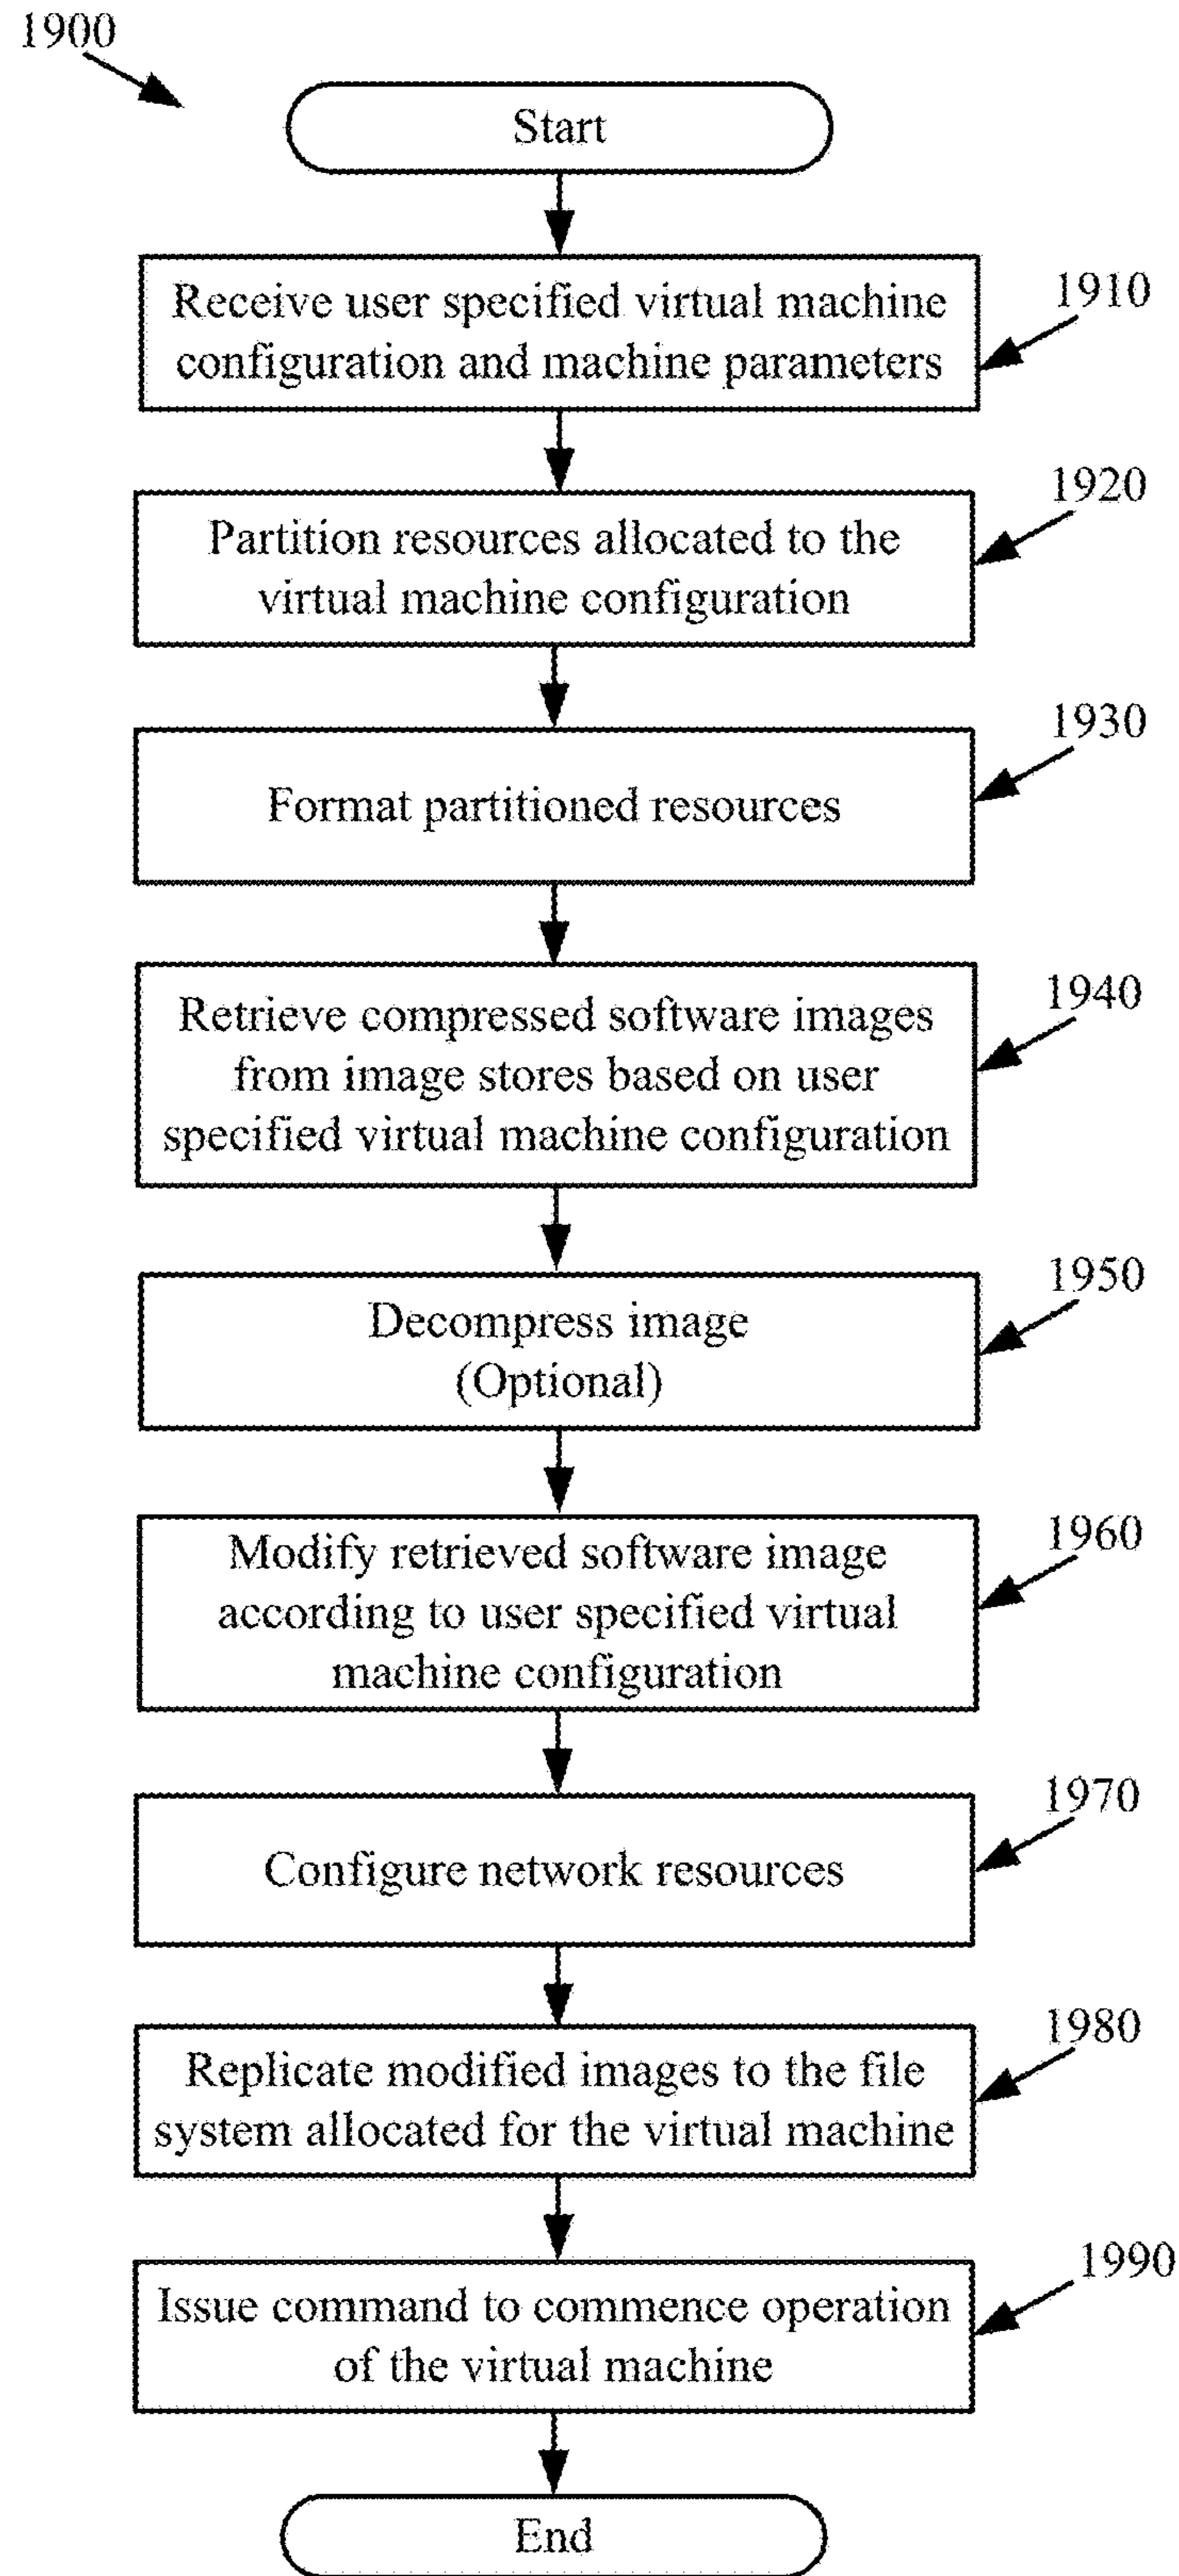 1900
Start
Receive user specified virtual machine
configuration and machine parameters
1910
Partition resources allocated to the
virtual machine configuration
1920
Format partitioned resources
1930
Retrieve compressed software images
from image stores based on user
specified virtual machine configuration
1940
Decompress image
(Optional)
1950
Modify retrieved software image
according to user specified virtual
machine configuration
1960
Configure network resources
1970
Replicate modified images to the file
system allocated for the virtual machine
1980
Issue command to commence operation
of the virtual machine
1990
End